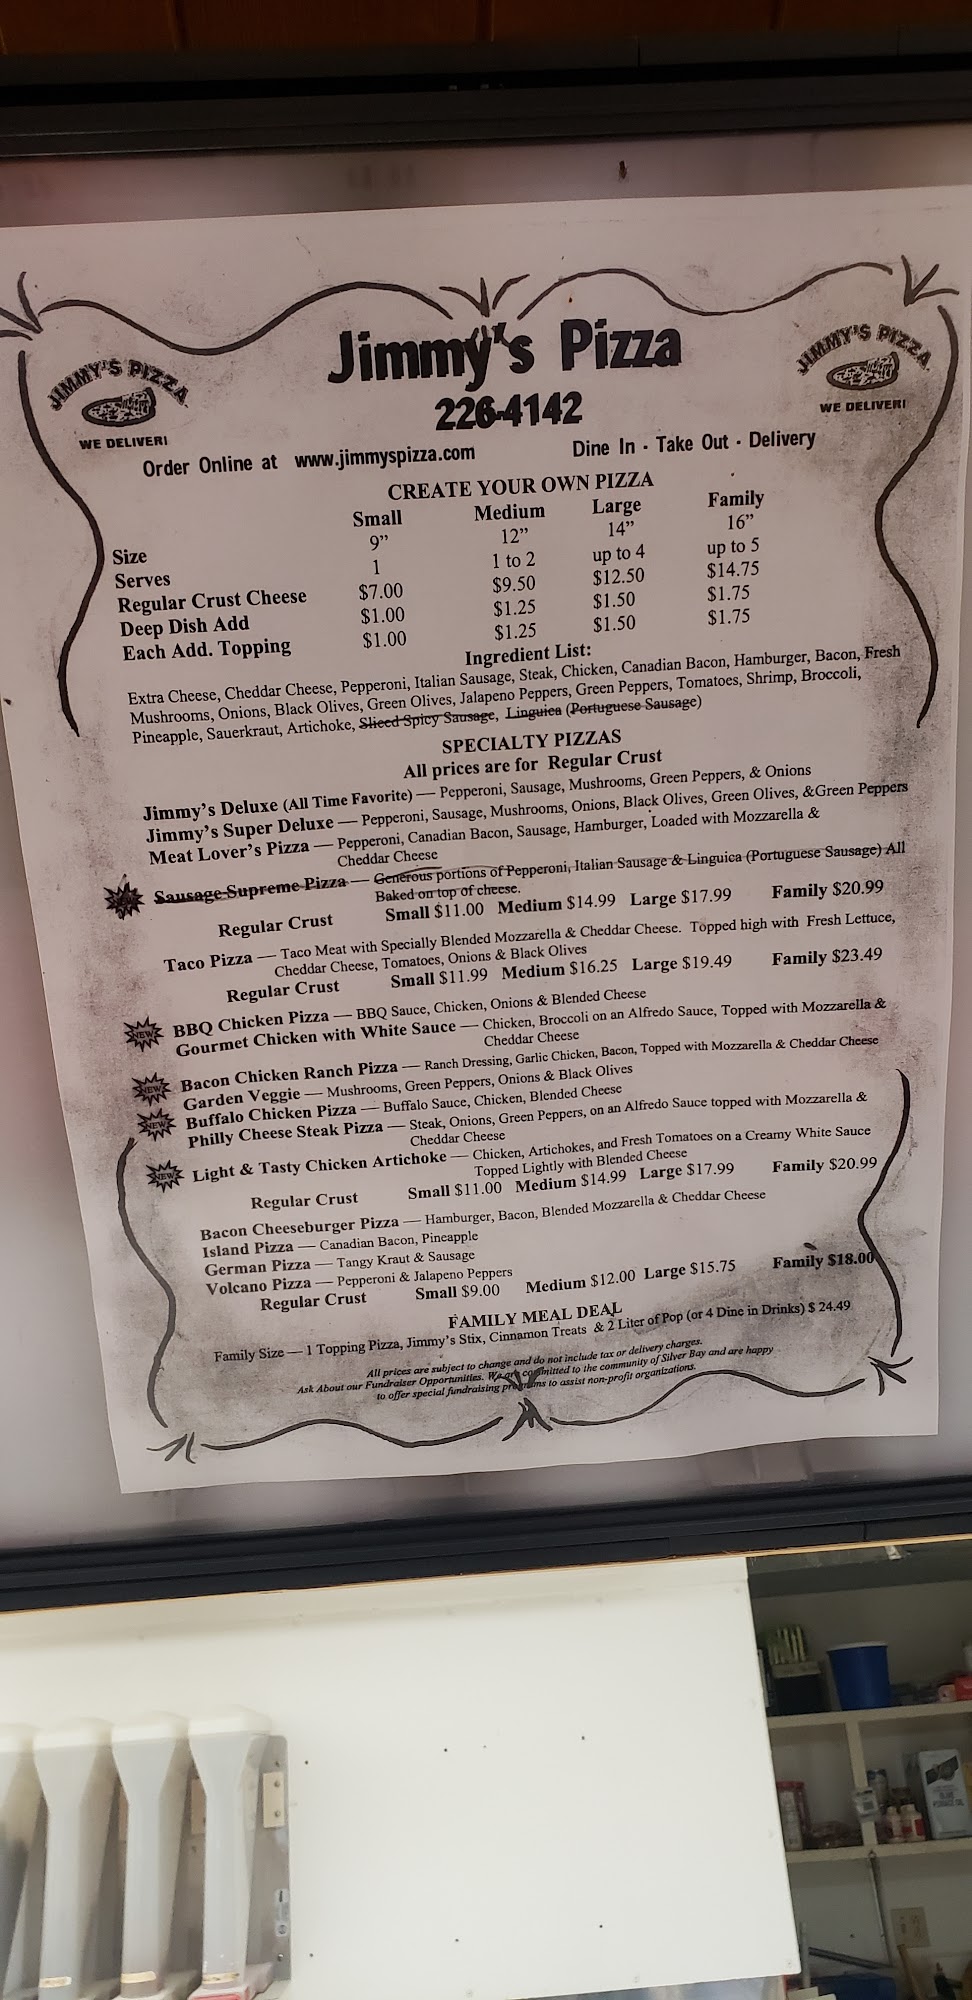 Jimmy's Pizza
226-4142
JIMMY'S PIZZA
WE DELIVER!
JIMMY'S PIZZA
WE DELIVER!
Order Online at www.jimmyspizza.com Dine In - Take Out - Delivery
CREATE YOUR OWN PIZZA
Small Medium Large Family
Size 9" 12" 14" 16"
Serves 1 1 to 2 up to 4 up to 5
Regular Crust Cheese $7.00 $9.50 $12.50 $14.75
Deep Dish Add $1.00 $1.25 $1.50 $1.75
Each Add. Topping $1.00 $1.25 $1.50 $1.75
Ingredient List:
Extra Cheese, Cheddar Cheese, Pepperoni, Italian Sausage, Steak, Chicken, Canadian Bacon, Hamburger, Bacon, Fresh
Mushrooms, Onions, Black Olives, Green Olives, Jalapeno Peppers, Green Peppers, Tomatoes, Shrimp, Broccoli,
Pineapple, Sauerkraut, Artichoke, Sliced Spicy Sausage, Linguica (Portuguese Sausage)
SPECIALTY PIZZAS
All prices are for Regular Crust
Jimmy's Deluxe (All Time Favorite) — Pepperoni, Sausage, Mushrooms, Green Peppers, & Onions
Jimmy's Super Deluxe — Pepperoni, Sausage, Mushrooms, Onions, Black Olives, Green Olives, &Green Peppers
Meat Lover's Pizza — Pepperoni, Canadian Bacon, Sausage, Hamburger, Loaded with Mozzarella &
Cheddar Cheese
Sausage Supreme Pizza — Generous portions of Pepperoni, Italian Sausage & Linguica (Portuguese Sausage) All
Baked on top of cheese.
Regular Crust Small $11.00 Medium $14.99 Large $17.99 Family $20.99
Taco Pizza — Taco Meat with Specially Blended Mozzarella & Cheddar Cheese. Topped high with Fresh Lettuce,
Cheddar Cheese, Tomatoes, Onions & Black Olives
Regular Crust Small $11.99 Medium $16.25 Large $19.49 Family $23.49
NEW BBQ Chicken Pizza — BBQ Sauce, Chicken, Onions & Blended Cheese
Gourmet Chicken with White Sauce — Chicken, Broccoli on an Alfredo Sauce, Topped with Mozzarella &
Cheddar Cheese
NEW Bacon Chicken Ranch Pizza — Ranch Dressing, Garlic Chicken, Bacon, Topped with Mozzarella & Cheddar Cheese
Garden Veggie — Mushrooms, Green Peppers, Onions & Black Olives
NEW Buffalo Chicken Pizza — Buffalo Sauce, Chicken, Blended Cheese
Philly Cheese Steak Pizza — Steak, Onions, Green Peppers, on an Alfredo Sauce topped with Mozzarella &
Cheddar Cheese
NEW Light & Tasty Chicken Artichoke — Chicken, Artichokes, and Fresh Tomatoes on a Creamy White Sauce
Topped Lightly with Blended Cheese
Regular Crust Small $11.00 Medium $14.99 Large $17.99 Family $20.99
Bacon Cheeseburger Pizza — Hamburger, Bacon, Blended Mozzarella & Cheddar Cheese
Island Pizza — Canadian Bacon, Pineapple
German Pizza — Tangy Kraut & Sausage
Volcano Pizza — Pepperoni & Jalapeno Peppers
Regular Crust Small $9.00 Medium $12.00 Large $15.75 Family $18.00
FAMILY MEAL DEAL
Family Size — 1 Topping Pizza, Jimmy's Stix, Cinnamon Treats & 2 Liter of Pop (or 4 Dine in Drinks) $ 24.49
All prices are subject to change and do not include tax or delivery charges.
Ask About our Fundraiser Opportunities. We are committed to the community of Silver Bay and are happy
to offer special fundraising programs to assist non-profit organizations.